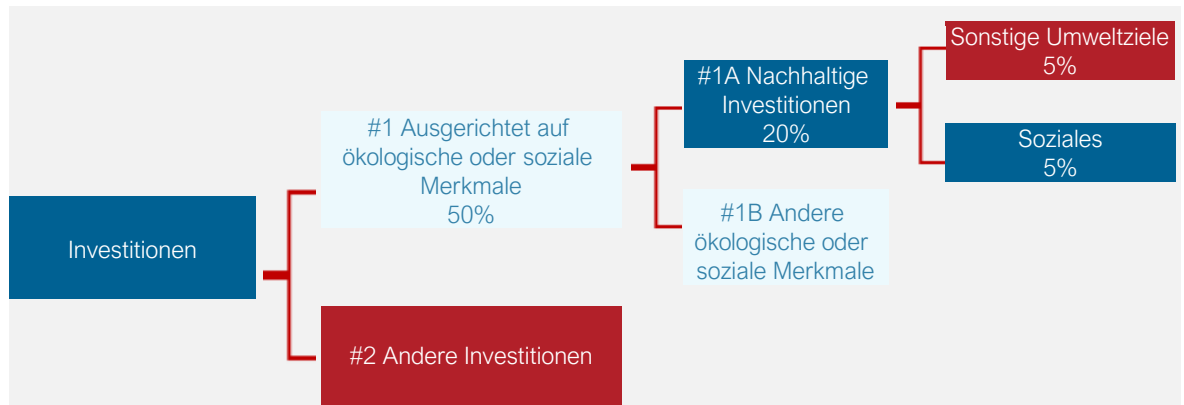 Investitionen
#1 Ausgerichtet auf
ökologische oder soziale
Merkmale
50%
#2 Andere Investitionen
#1A Nachhaltige
Investitionen
20%
#1B Andere
ökologische oder
soziale Merkmale
Sonstige Umweltziele
5%
Soziales
5%